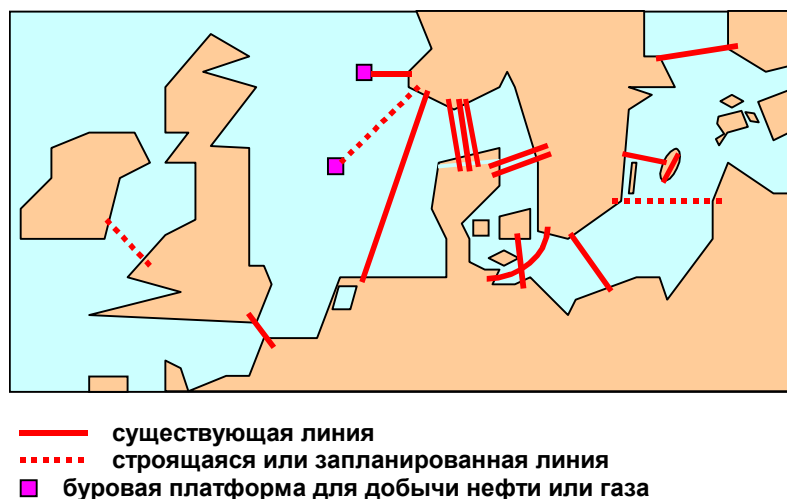 существующая линия
строящаяся или запланированная линия
буровая платформа для добычи нефти или газа